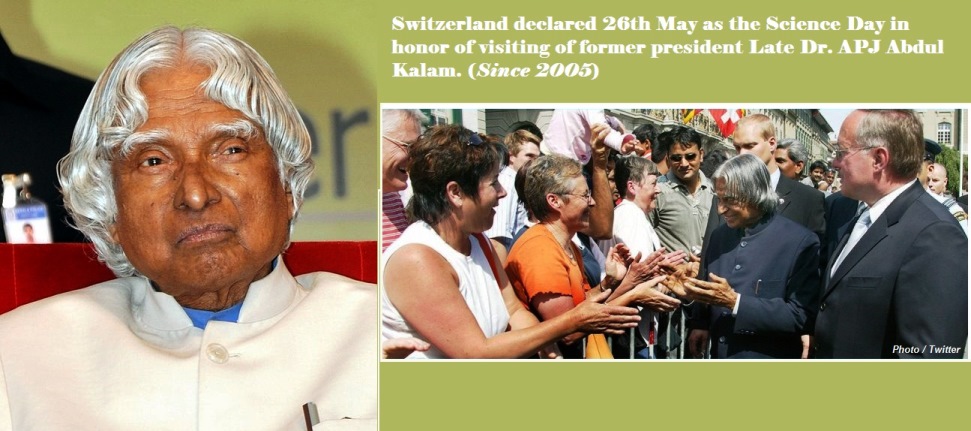 Switzerland declared 26th May as the Science Day in
honor of visiting of former president Late Dr. APJ Abdul
Kalam. (Since 2005)
er
Photo / Twitter